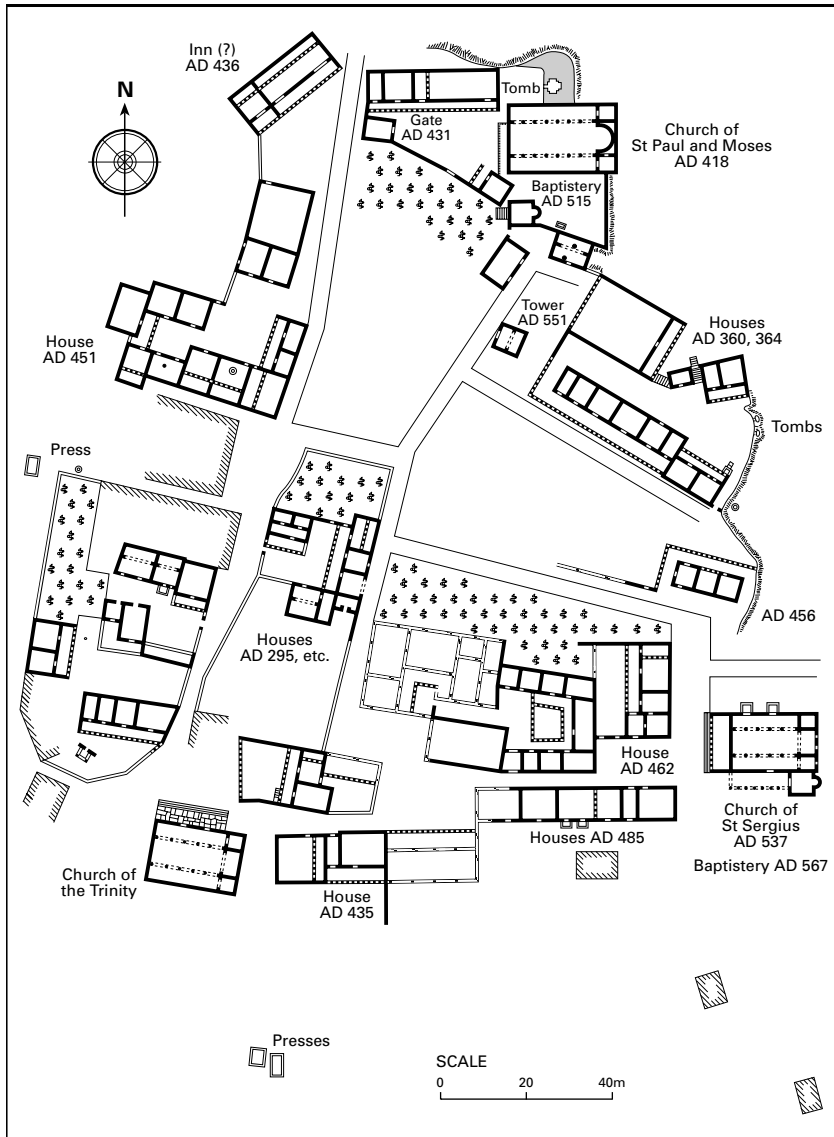 Inn (?)
AD 436
N
Tomb
Gate
AD 431
Church of
St Paul and Moses
AD 418
Baptistery
AD 515
Tower
AD 551
Houses
AD 360, 364
House
AD 451
Tombs
Press
Houses
AD 295, etc.
AD 456
House
AD 462
Church of
St Sergius
AD 537
Baptistery AD 567
Houses AD 485
Church of
the Trinity
House
AD 435
Presses
SCALE
0 20 40m